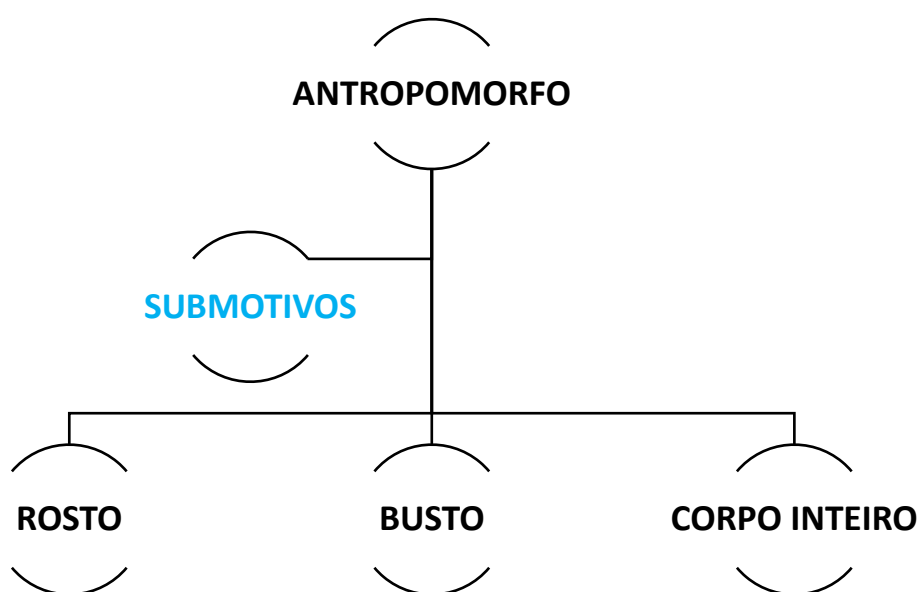 ANTROPOMORFO
SUBMOTIVOS
ROSTO
BUSTO
CORPO INTEIRO